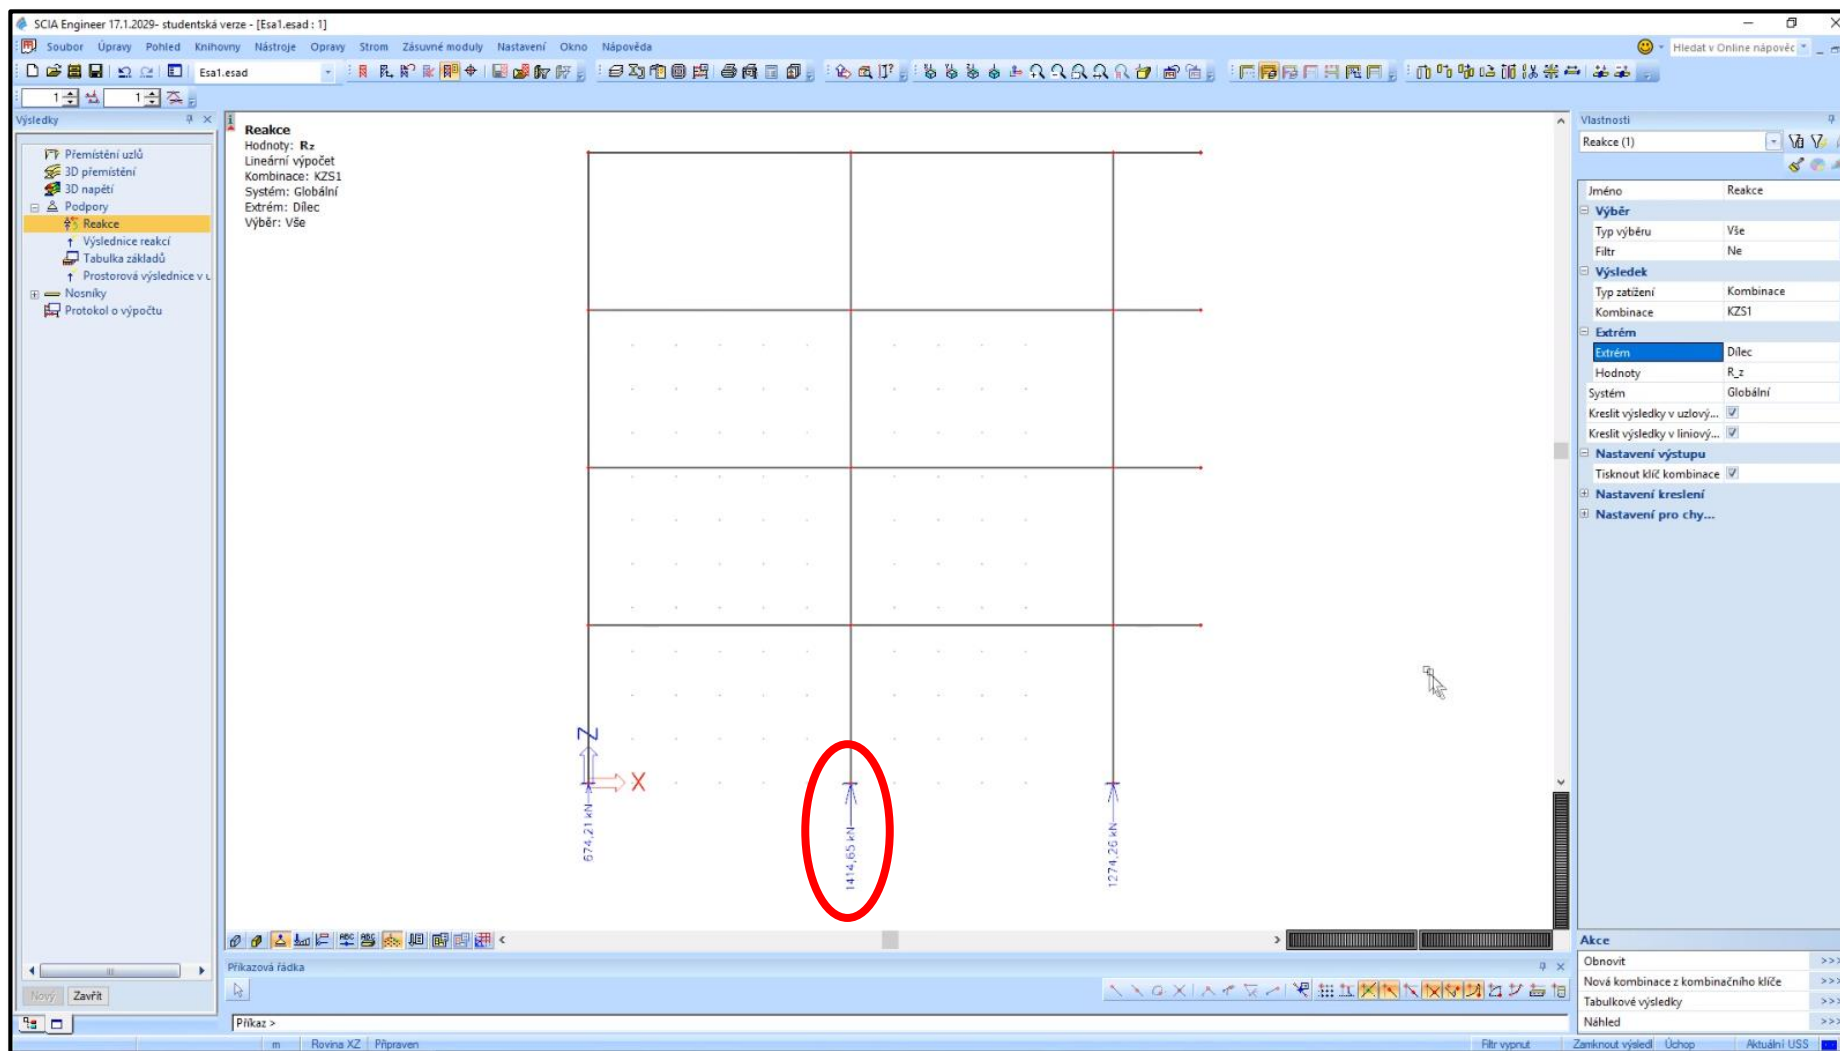 SCIA Engineer 17.1.2029- studentská verze - [Esa1.esad : 1]
Soubor Úpravy Pohled Knihovny Nástroje Opravy Strom Zásuvné moduly Nastavení Okno Nápověda
Hledat v Online nápověc
Esa1.esad
1 1
Výsledky
Přemístění uzlů
3D přemístění
3D napětí
Podpory
Reakce
Výslednice reakcí
Tabulka základů
Prostorová výslednice v u
Nosníky
Protokol o výpočtu
Nový Zavřít
Reakce
Hodnoty: Rz
Lineární výpočet
Kombinace: KZS1
Systém: Globální
Extrém: Dílec
Výběr: Vše
Z
X
674,21 kN
1414,65 kN
1274,26 kN
Příkazová řádka
Příkaz >
Vlastnosti
Reakce (1)
Jméno Reakce
Výběr
Typ výběru Vše
Filtr Ne
Výsledek
Typ zatížení Kombinace
Kombinace KZS1
Extrém
Extrém Dílec
Hodnoty R_z
Systém Globální
Kreslit výsledky v uzlový...
Kreslit výsledky v liniový...
Nastavení výstupu
Tisknout klíč kombinace
Nastavení kreslení
Nastavení pro chy...
Akce
Obnovit >>>
Nová kombinace z kombinačního klíče >>>
Tabulkové výsledky >>>
Náhled >>>
m Rovina XZ Připraven Filtr vypnut Zamknout výsled Úchop Aktuální USS